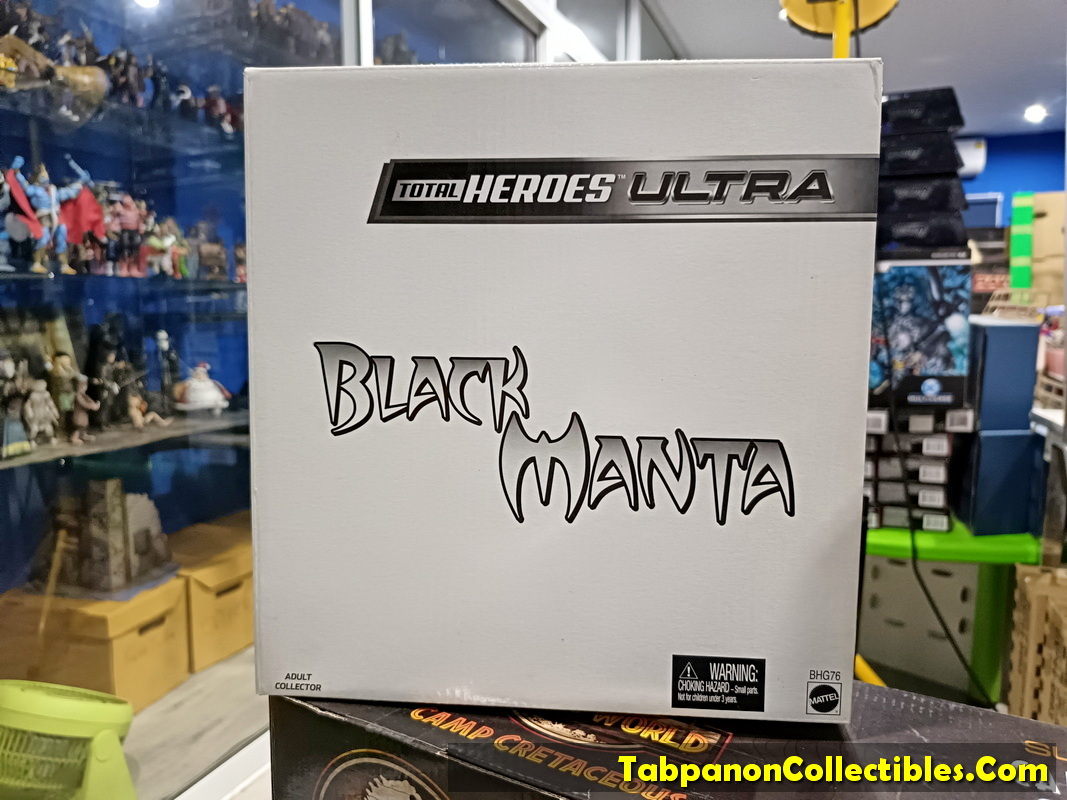 TOTAL HEROES™ ULTRA
BLACK
MANTA
ADULT
COLLECTOR
WARNING:
CHOKING HAZARD – Small parts.
Not for children under 3 years.
BHG76
MATTEL
WORLD
CAMP CRETACEOUS
TabpanonCollectibles.Com